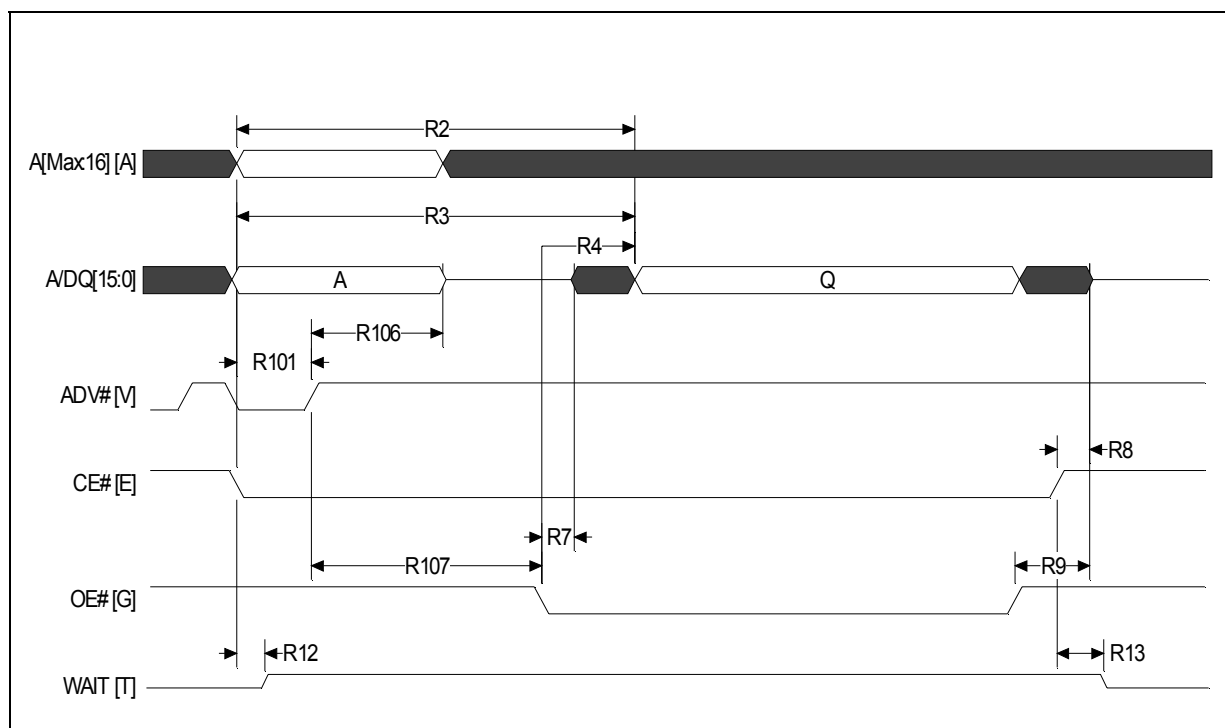 R2
A[Max16] [A]
R3
R4
A/DQ[15:0]
A
Q
R106
R101
ADV# [V]
R8
CE# [E]
R7
R107
R9
OE# [G]
R12
R13
WAIT [T]